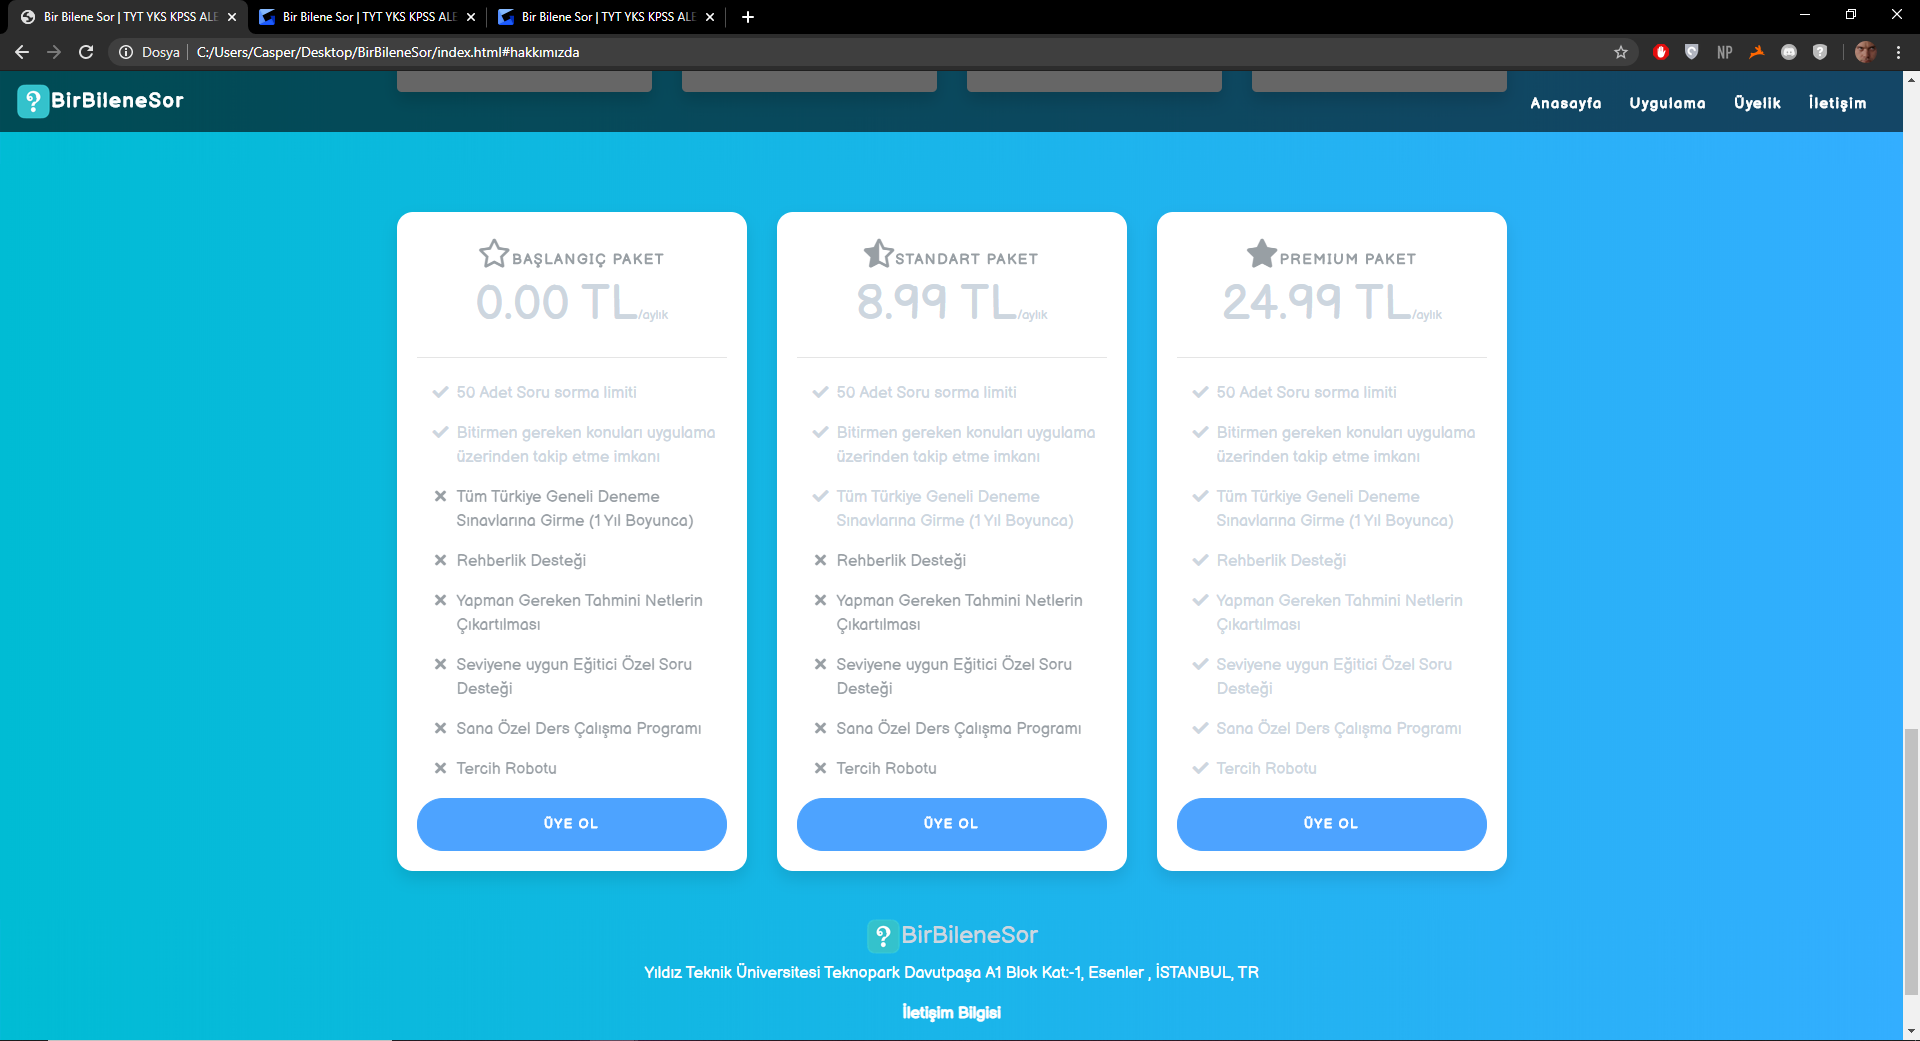 Bir Bilene Sor | TYT YKS KPSS ALE
Bir Bilene Sor | TYT YKS KPSS ALE
Bir Bilene Sor | TYT YKS KPSS ALE
Dosya
C:/Users/Casper/Desktop/BirBileneSor/index.html#hakkımızda
NP
?BirBileneSor
Anasayfa
Uygulama
Üyelik
İletişim
BAŞLANGIÇ PAKET
0.00 TL/aylık
50 Adet Soru sorma limiti
Bitirmen gereken konuları uygulama
üzerinden takip etme imkanı
Tüm Türkiye Geneli Deneme
Sınavlarına Girme (1 Yıl Boyunca)
Rehberlik Desteği
Yapman Gereken Tahmini Netlerin
Çıkartılması
Seviyene uygun Eğitici Özel Soru
Desteği
Sana Özel Ders Çalışma Programı
Tercih Robotu
ÜYE OL
STANDART PAKET
8.99 TL/aylık
50 Adet Soru sorma limiti
Bitirmen gereken konuları uygulama
üzerinden takip etme imkanı
Tüm Türkiye Geneli Deneme
Sınavlarına Girme (1 Yıl Boyunca)
Rehberlik Desteği
Yapman Gereken Tahmini Netlerin
Çıkartılması
Seviyene uygun Eğitici Özel Soru
Desteği
Sana Özel Ders Çalışma Programı
Tercih Robotu
ÜYE OL
PREMIUM PAKET
24.99 TL/aylık
50 Adet Soru sorma limiti
Bitirmen gereken konuları uygulama
üzerinden takip etme imkanı
Tüm Türkiye Geneli Deneme
Sınavlarına Girme (1 Yıl Boyunca)
Rehberlik Desteği
Yapman Gereken Tahmini Netlerin
Çıkartılması
Seviyene uygun Eğitici Özel Soru
Desteği
Sana Özel Ders Çalışma Programı
Tercih Robotu
ÜYE OL
?BirBileneSor
Yıldız Teknik Üniversitesi Teknopark Davutpaşa A1 Blok Kat:-1, Esenler , İSTANBUL, TR
İletişim Bilgisi